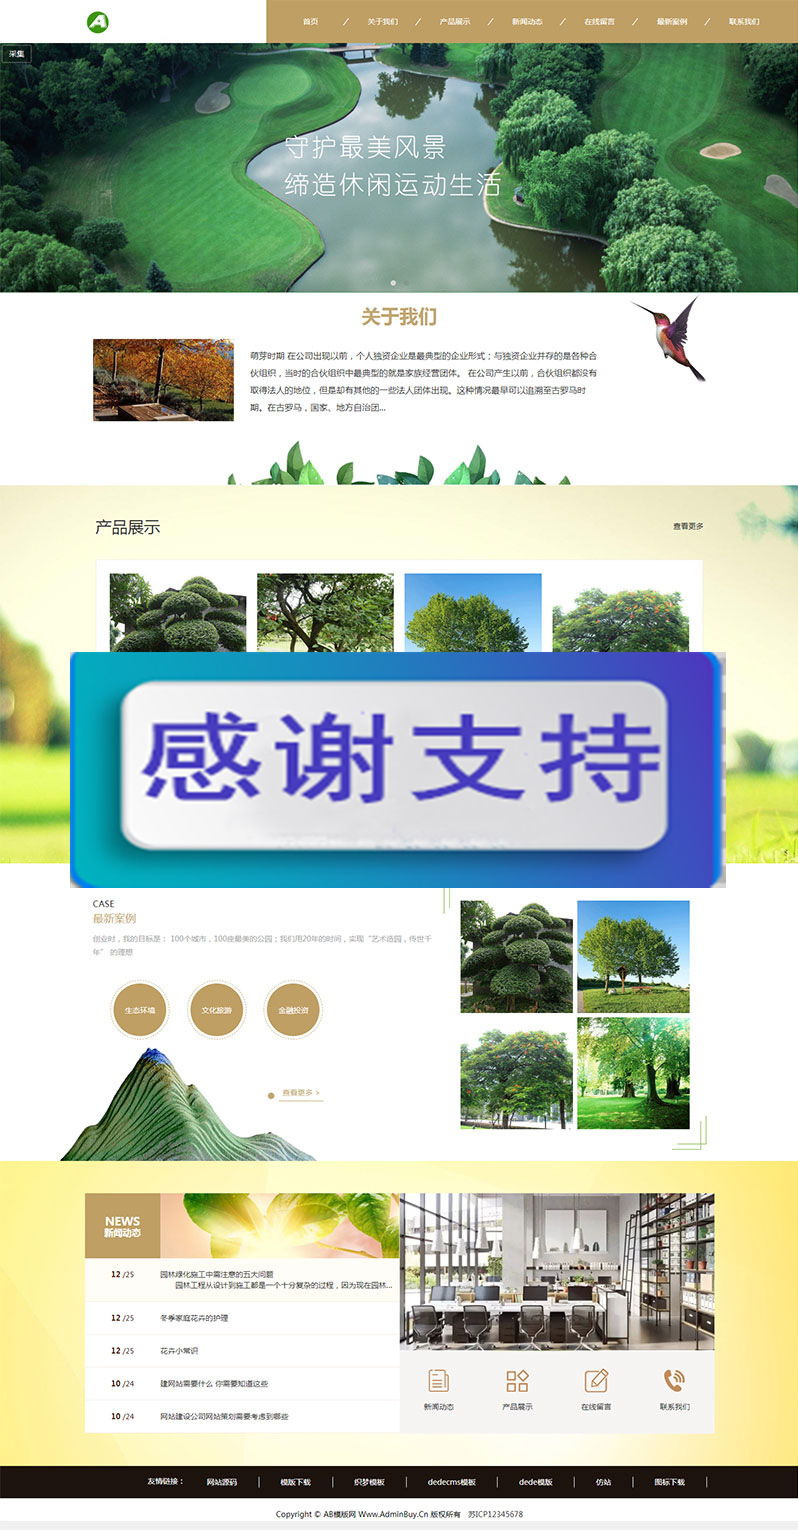 A
首页 / 关于我们 / 产品展示 / 新闻动态 / 在线留言 / 最新案例 / 联系我们
采集
守护最美风景
缔造休闲运动生活
关于我们
萌芽时期 在公司出现以前，个人独资企业是最典型的企业形式；与独资企业并存的是各种合
伙组织，当时的合伙组织中最典型的就是家族经营团体。 在公司产生以前，合伙组织都没有
取得法人的地位，但是却有其他的一些法人团体出现。这种情况最早可以追溯至古罗马时
期。在古罗马，国家、地方自治团...
产品展示
查看更多
感谢支持
CASE
最新案例
创业时，我的目标是： 100个城市，100座最美的公园；我们用20年的时间，实现“艺术造园，传世千
年” 的理想
生态环境 文化旅游 金融投资
查看更多 >
NEWS
新闻动态
12 /25 园林绿化施工中需注意的五大问题
园林工程从设计到施工都是一个十分复杂的过程，因为现在园林...
12 /25 冬季家庭花卉的护理
12 /25 花卉小常识
10 /24 建网站需要什么 你需要知道这些
10 /24 网站建设公司网站策划需要考虑到哪些
新闻动态 产品展示 在线留言 联系我们
友情链接： 网站源码 | 模版下载 | 织梦模板 | dedecms模板 | dede模版 | 仿站 | 图标下载 |
Copyright © AB模版网 Www.AdminBuy.Cn 版权所有 苏ICP12345678